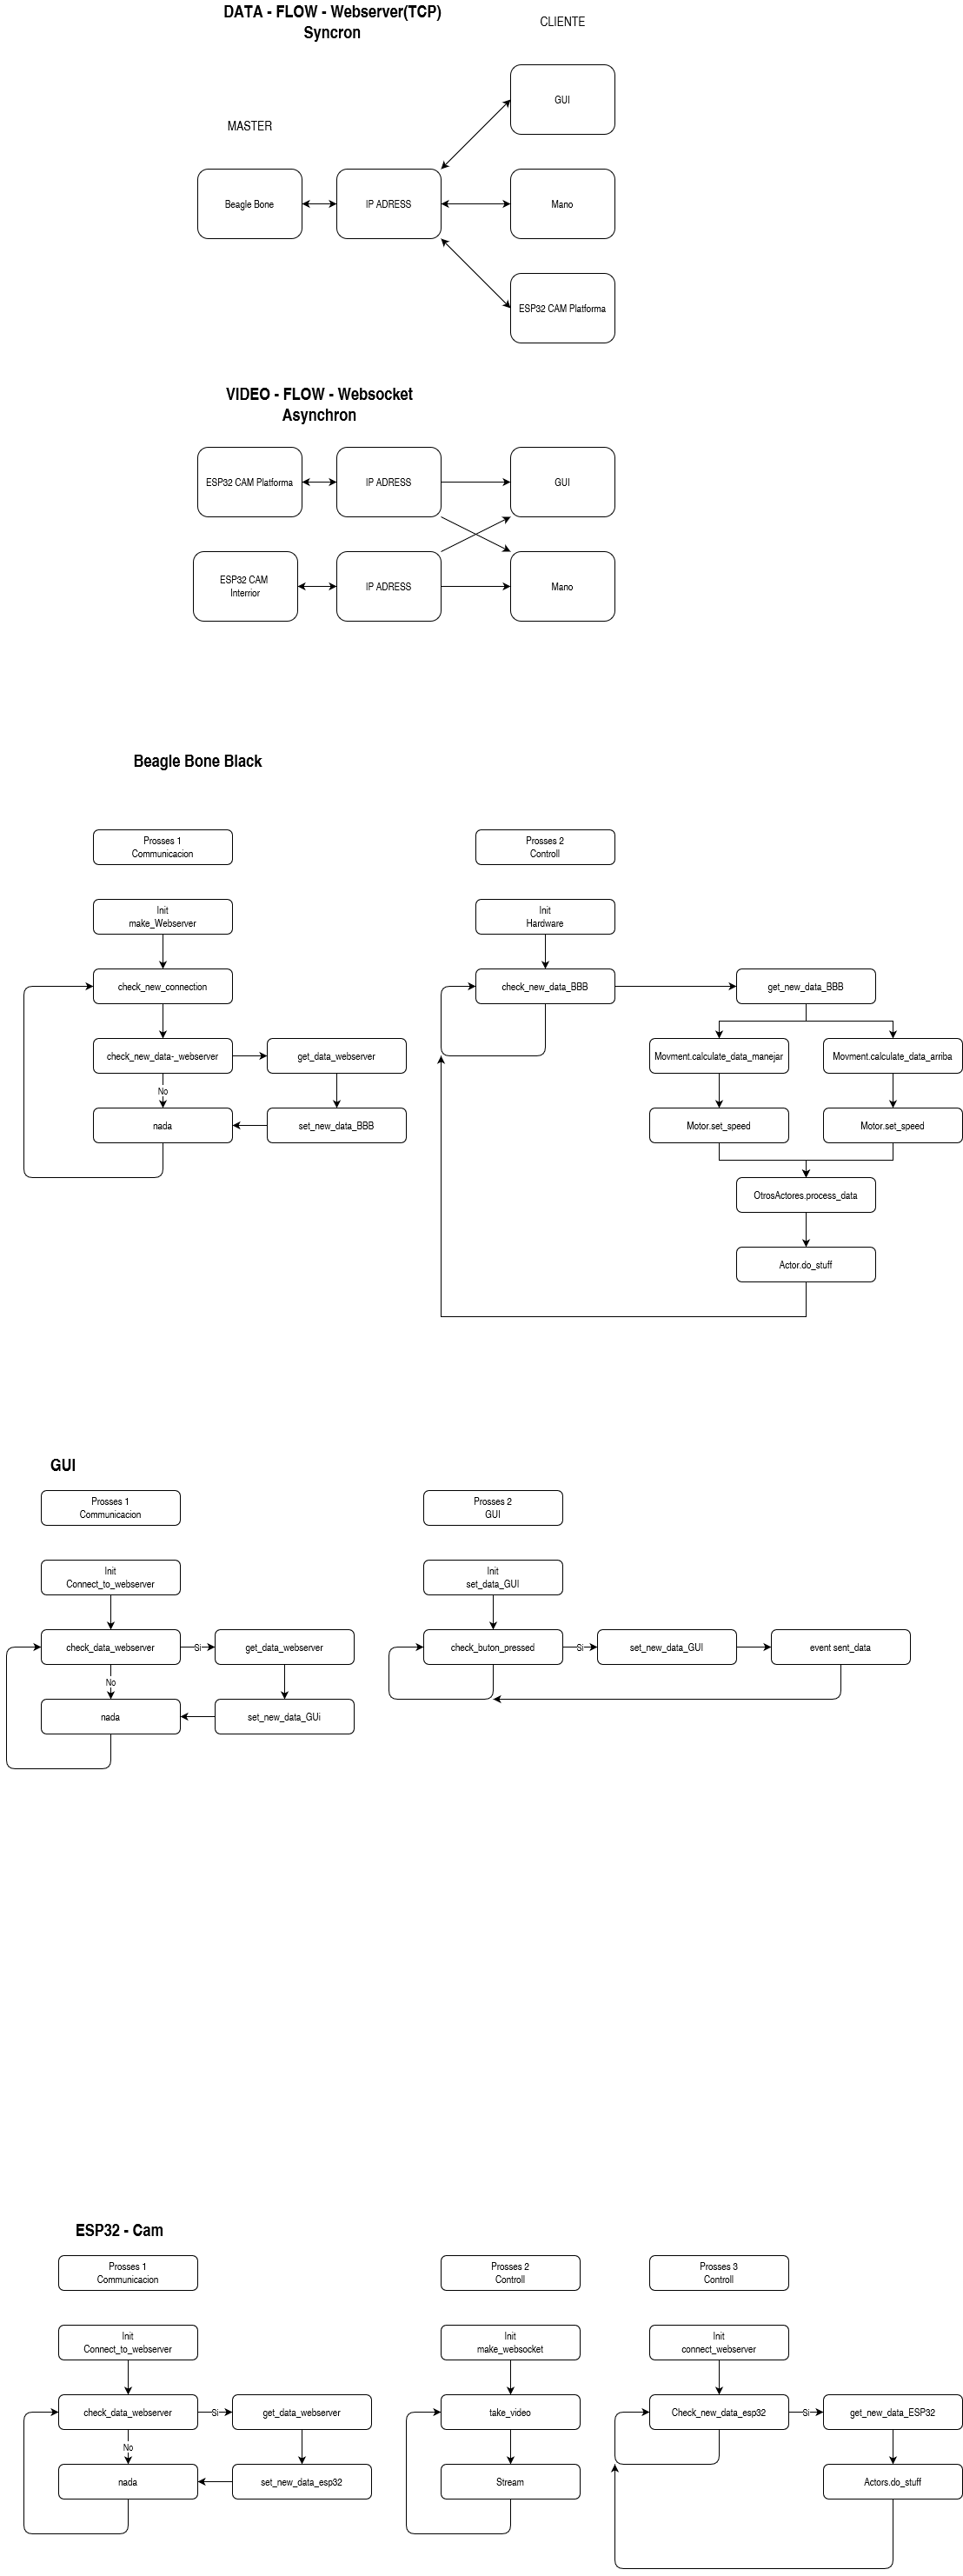 DATA - FLOW - Webserver(TCP)
Syncron
CLIENTE
GUI
MASTER
Beagle Bone
IP ADRESS
Mano
ESP32 CAM Platforma
VIDEO - FLOW - Websocket
Asynchron
ESP32 CAM Platforma
IP ADRESS
GUI
ESP32 CAM
Interrior
IP ADRESS
Mano
Beagle Bone Black
Prosses 1
Communicacion
Init
make_Webserver
check_new_connection
check_new_data-_webserver
get_data_webserver
No
nada
set_new_data_BBB
Prosses 2
Controll
Init
Hardware
check_new_data_BBB
get_new_data_BBB
Movment.calculate_data_manejar
Movment.calculate_data_arriba
Motor.set_speed
Motor.set_speed
OtrosActores.process_data
Actor.do_stuff
GUI
Prosses 1
Communicacion
Init
Connect_to_webserver
check_data_webserver
Si
get_data_webserver
No
nada
set_new_data_GUi
Prosses 2
GUI
Init
set_data_GUI
check_buton_pressed
Si
set_new_data_GUI
event sent_data
ESP32 - Cam
Prosses 1
Communicacion
Init
Connect_to_webserver
check_data_webserver
Si
get_data_webserver
No
nada
set_new_data_esp32
Prosses 2
Controll
Init
make_websocket
take_video
Stream
Prosses 3
Controll
Init
connect_webserver
Check_new_data_esp32
Si
get_new_data_ESP32
Actors.do_stuff